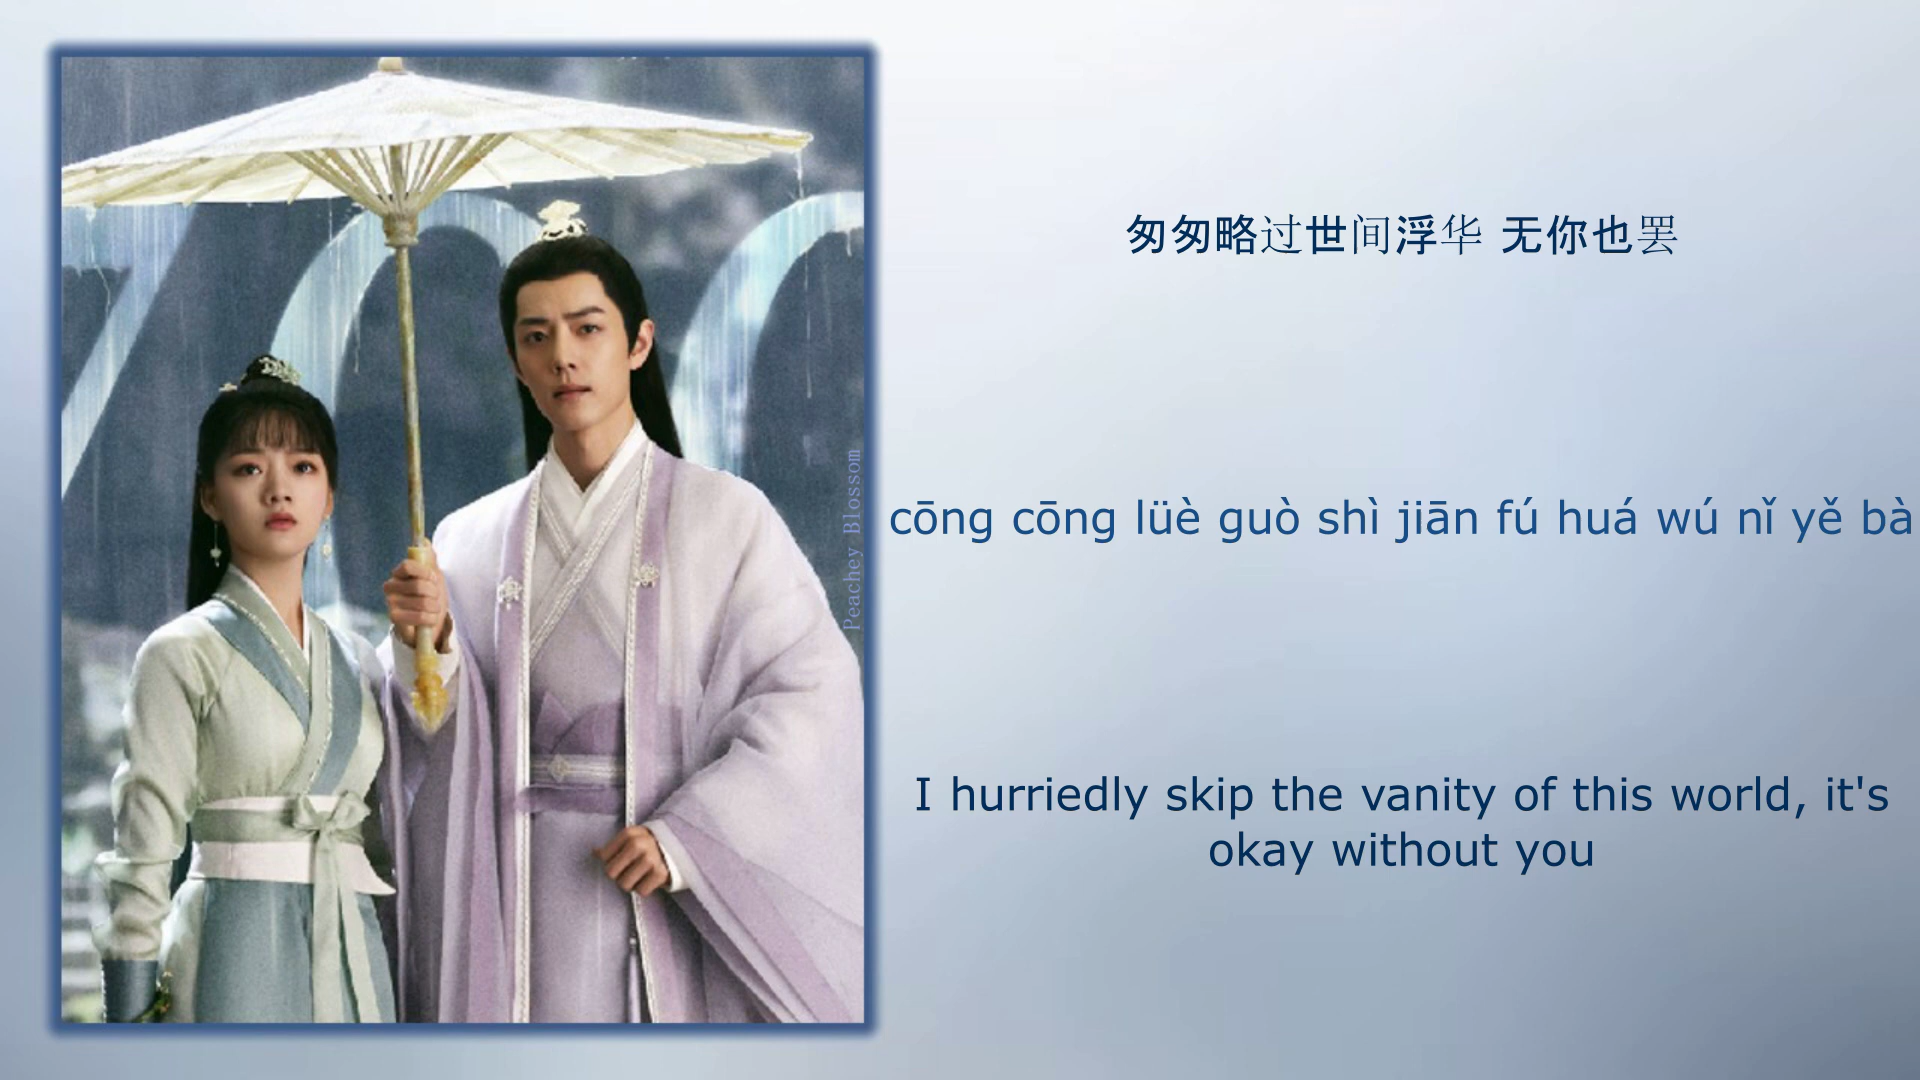 匆匆略过世间浮华 无你也罢
cōng cōng lüè guò shì jiān fú huá wú nǐ yě bà
I hurriedly skip the vanity of this world, it's
okay without you
Peachey Blossom